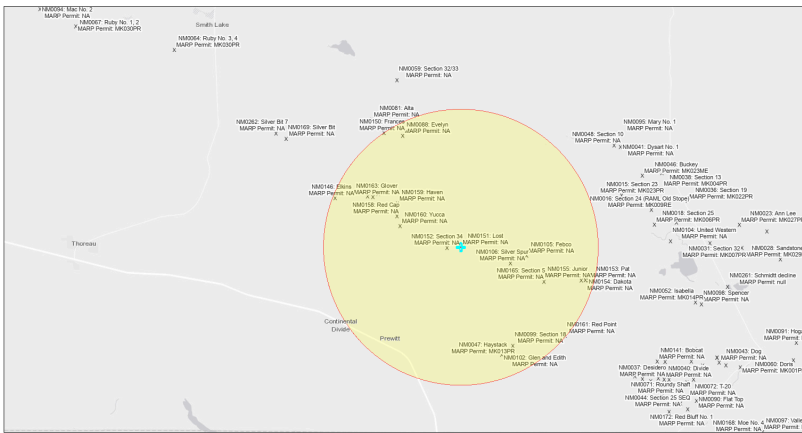 NM0094: Mac No. 2
MARP Permit: NA
NM0067: Ruby No. 1, 2
MARP Permit: MK030PR
Smith Lake
NM0064: Ruby No. 3, 4
MARP Permit: MK030PR
NM0059: Section 32/33
MARP Permit: NA
NM0081: Alta
MARP Permit: NA
NM0150: Frances
NM0088: Evelyn
MARP Permit: NA
NM0262: Silver Bit 7
MARP Permit: NA
NM0169: Silver Bit
MARP Permit: NA
NM0095: Mary No. 1
MARP Permit: NA
NM0048: Section 10
MARP Permit: NA
NM0041: Dysart No. 1
MARP Permit: NA
NM0046: Buckey
MARP Permit: MK023ME
NM0038: Section 13
MARP Permit: MK004PR
NM0015: Section 23
MARP Permit: MK023PR
NM0036: Section 19
MARP Permit: MK022PR
NM0016: Section 24 (RAML Old Stope)
MARP Permit: MK009RE
NM0146: Elkins
MARP Permit: NA
NM0163: Glover
MARP Permit: NA
NM0159: Haven
MARP Permit: NA
NM0158: Red Cap
MARP Permit: NA
NM0160: Yucca
MARP Permit: NA
NM0018: Section 25
MARP Permit: MK006PR
NM0023: Ann Lee
MARP Permit: MK027PR
NM0104: United Western
MARP Permit: NA
NM0031: Section 32
MARP Permit: MK007PR
NM0028: Sandstone
MARP Permit: MK029
NM0152: Section 34
MARP Permit: NA
NM0151: Lost
MARP Permit: NA
NM0106: Silver Spur
MARP Permit: NA
NM0105: Febco
MARP Permit: NA
NM0165: Section 5
MARP Permit: NA
NM0155: Junior
MARP Permit: NA
NM0153: Pat
MARP Permit: NA
NM0154: Dakota
MARP Permit: NA
NM0261: Schmidtt decline
MARP Permit: null
NM0052: Isabella
MARP Permit: MK014PR
NM0098: Spencer
MARP Permit: NA
Thoreau
Continental
Divide
Prewitt
NM0161: Red Point
MARP Permit: NA
NM0099: Section 18
MARP Permit: NA
NM0047: Haystack
MARP Permit: MK013PR
NM0102: Glen and Edith
MARP Permit: NA
NM0091: Hoga
MARP Permit: NA
NM0141: Bobcat
MARP Permit: NA
NM0043: Dog
MARP Permit: NA
NM0060: Doris
MARP Permit: MK001P
NM0037: Desidero
MARP Permit: NA
NM0040: Divide
MARP Permit: NA
NM0071: Roundy Shaft
MARP Permit: NA
NM0072: T-20
MARP Permit: NA
NM0044: Section 25 SEQ
MARP Permit: NA
NM0090: Flat Top
MARP Permit: NA
NM0172: Red Bluff No. 1
MARP Permit: NA
NM0168: Moe No. 4
MARP Permit: NA
NM0097: Valle
MARP Permit: NA